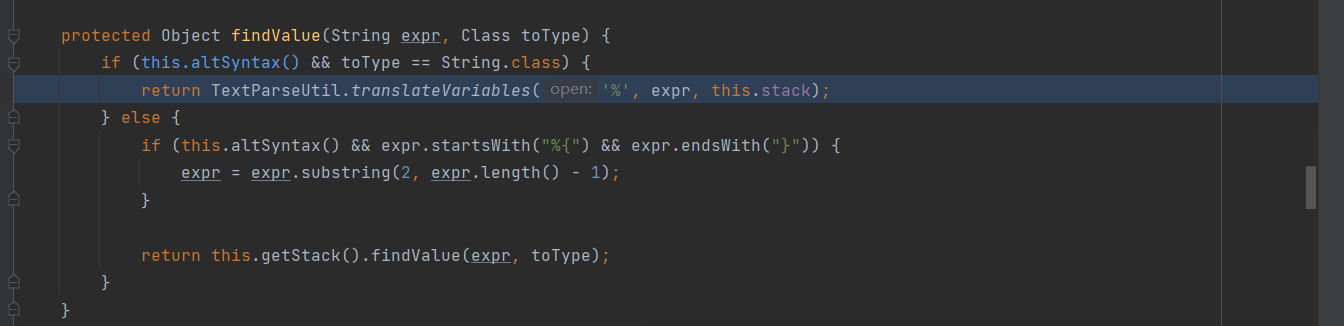 protected Object findValue(String expr, Class toType) {
if (this.altSyntax() && toType == String.class) {
return TextParseUtil.translateVariables( open: '%', expr, this.stack);
} else {
if (this.altSyntax() && expr.startsWith("%{") && expr.endsWith("}")) {
expr = expr.substring(2, expr.length() - 1);
}
return this.getStack().findValue(expr, toType);
}
}